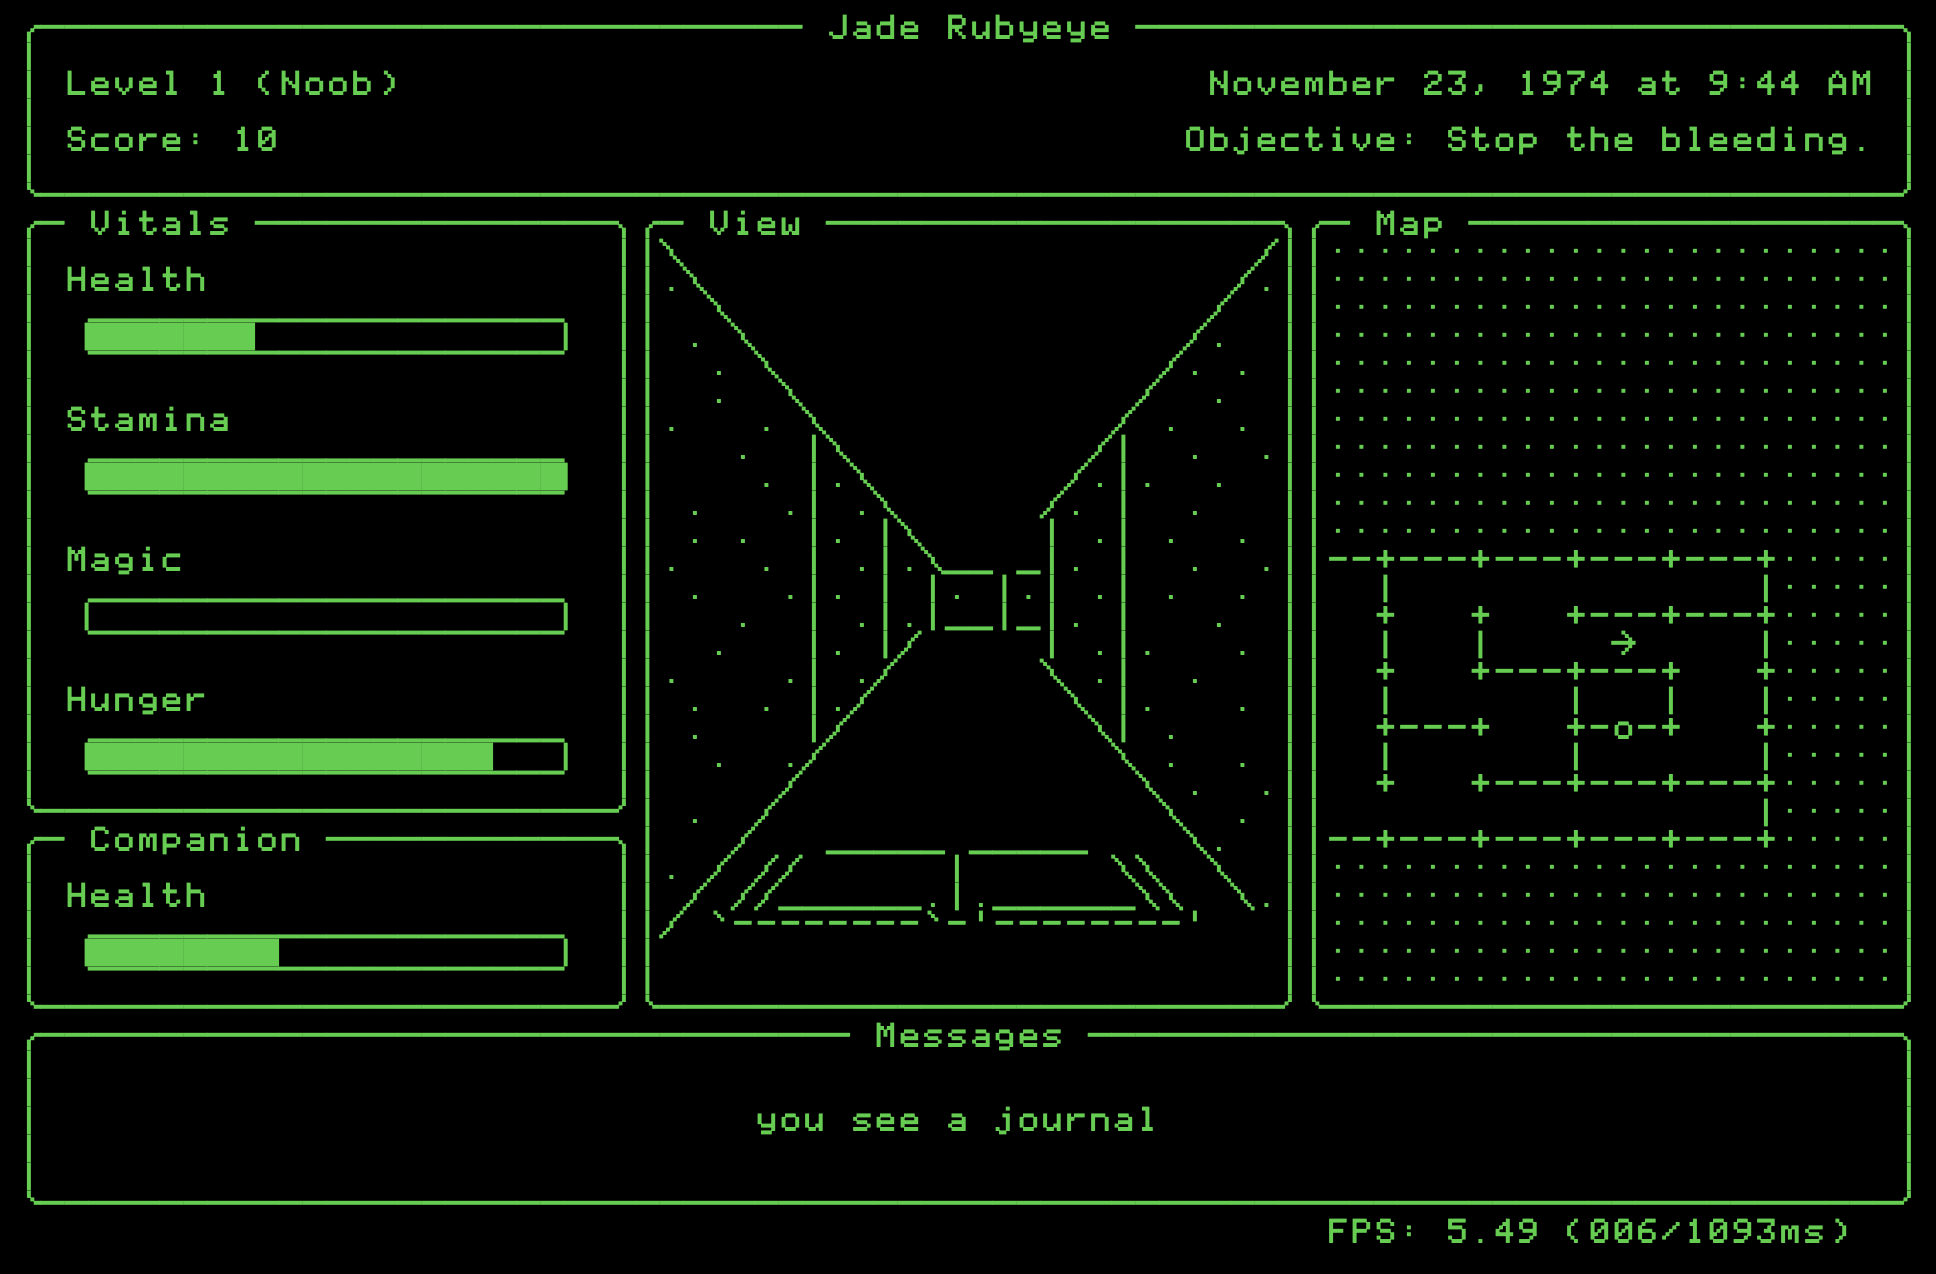 Jade Rubyeye
Level 1 (Noob)
November 23, 1974 at 9:44 AM
Score: 10
Objective: Stop the bleeding.
Vitals
Health
Stamina
Magic
Hunger
Companion
Health
View
Map
Messages
you see a journal
FPS: 5.49 (006/1093ms)